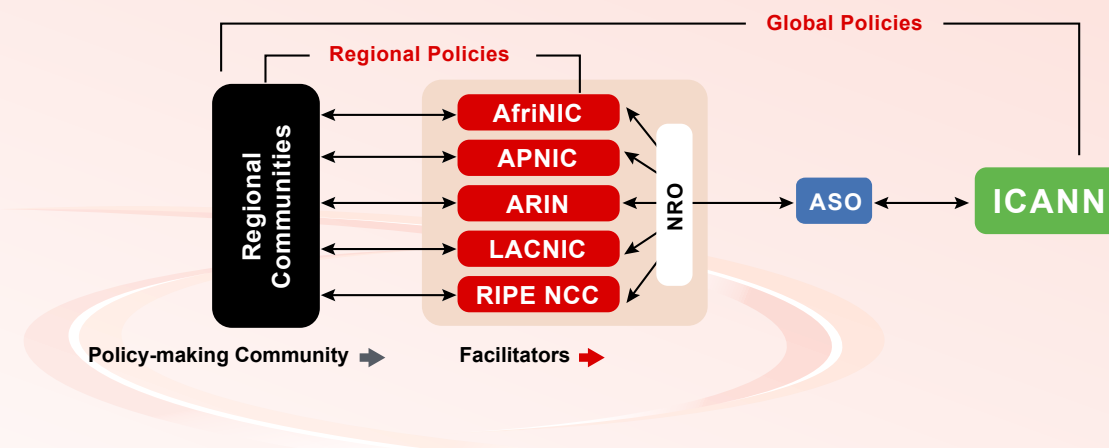 Global Policies
Regional Policies
Regional
Communities
AfriNIC
APNIC
ARIN
LACNIC
RIPE NCC
NRO
ASO
ICANN
Policy-making Community
Facilitators